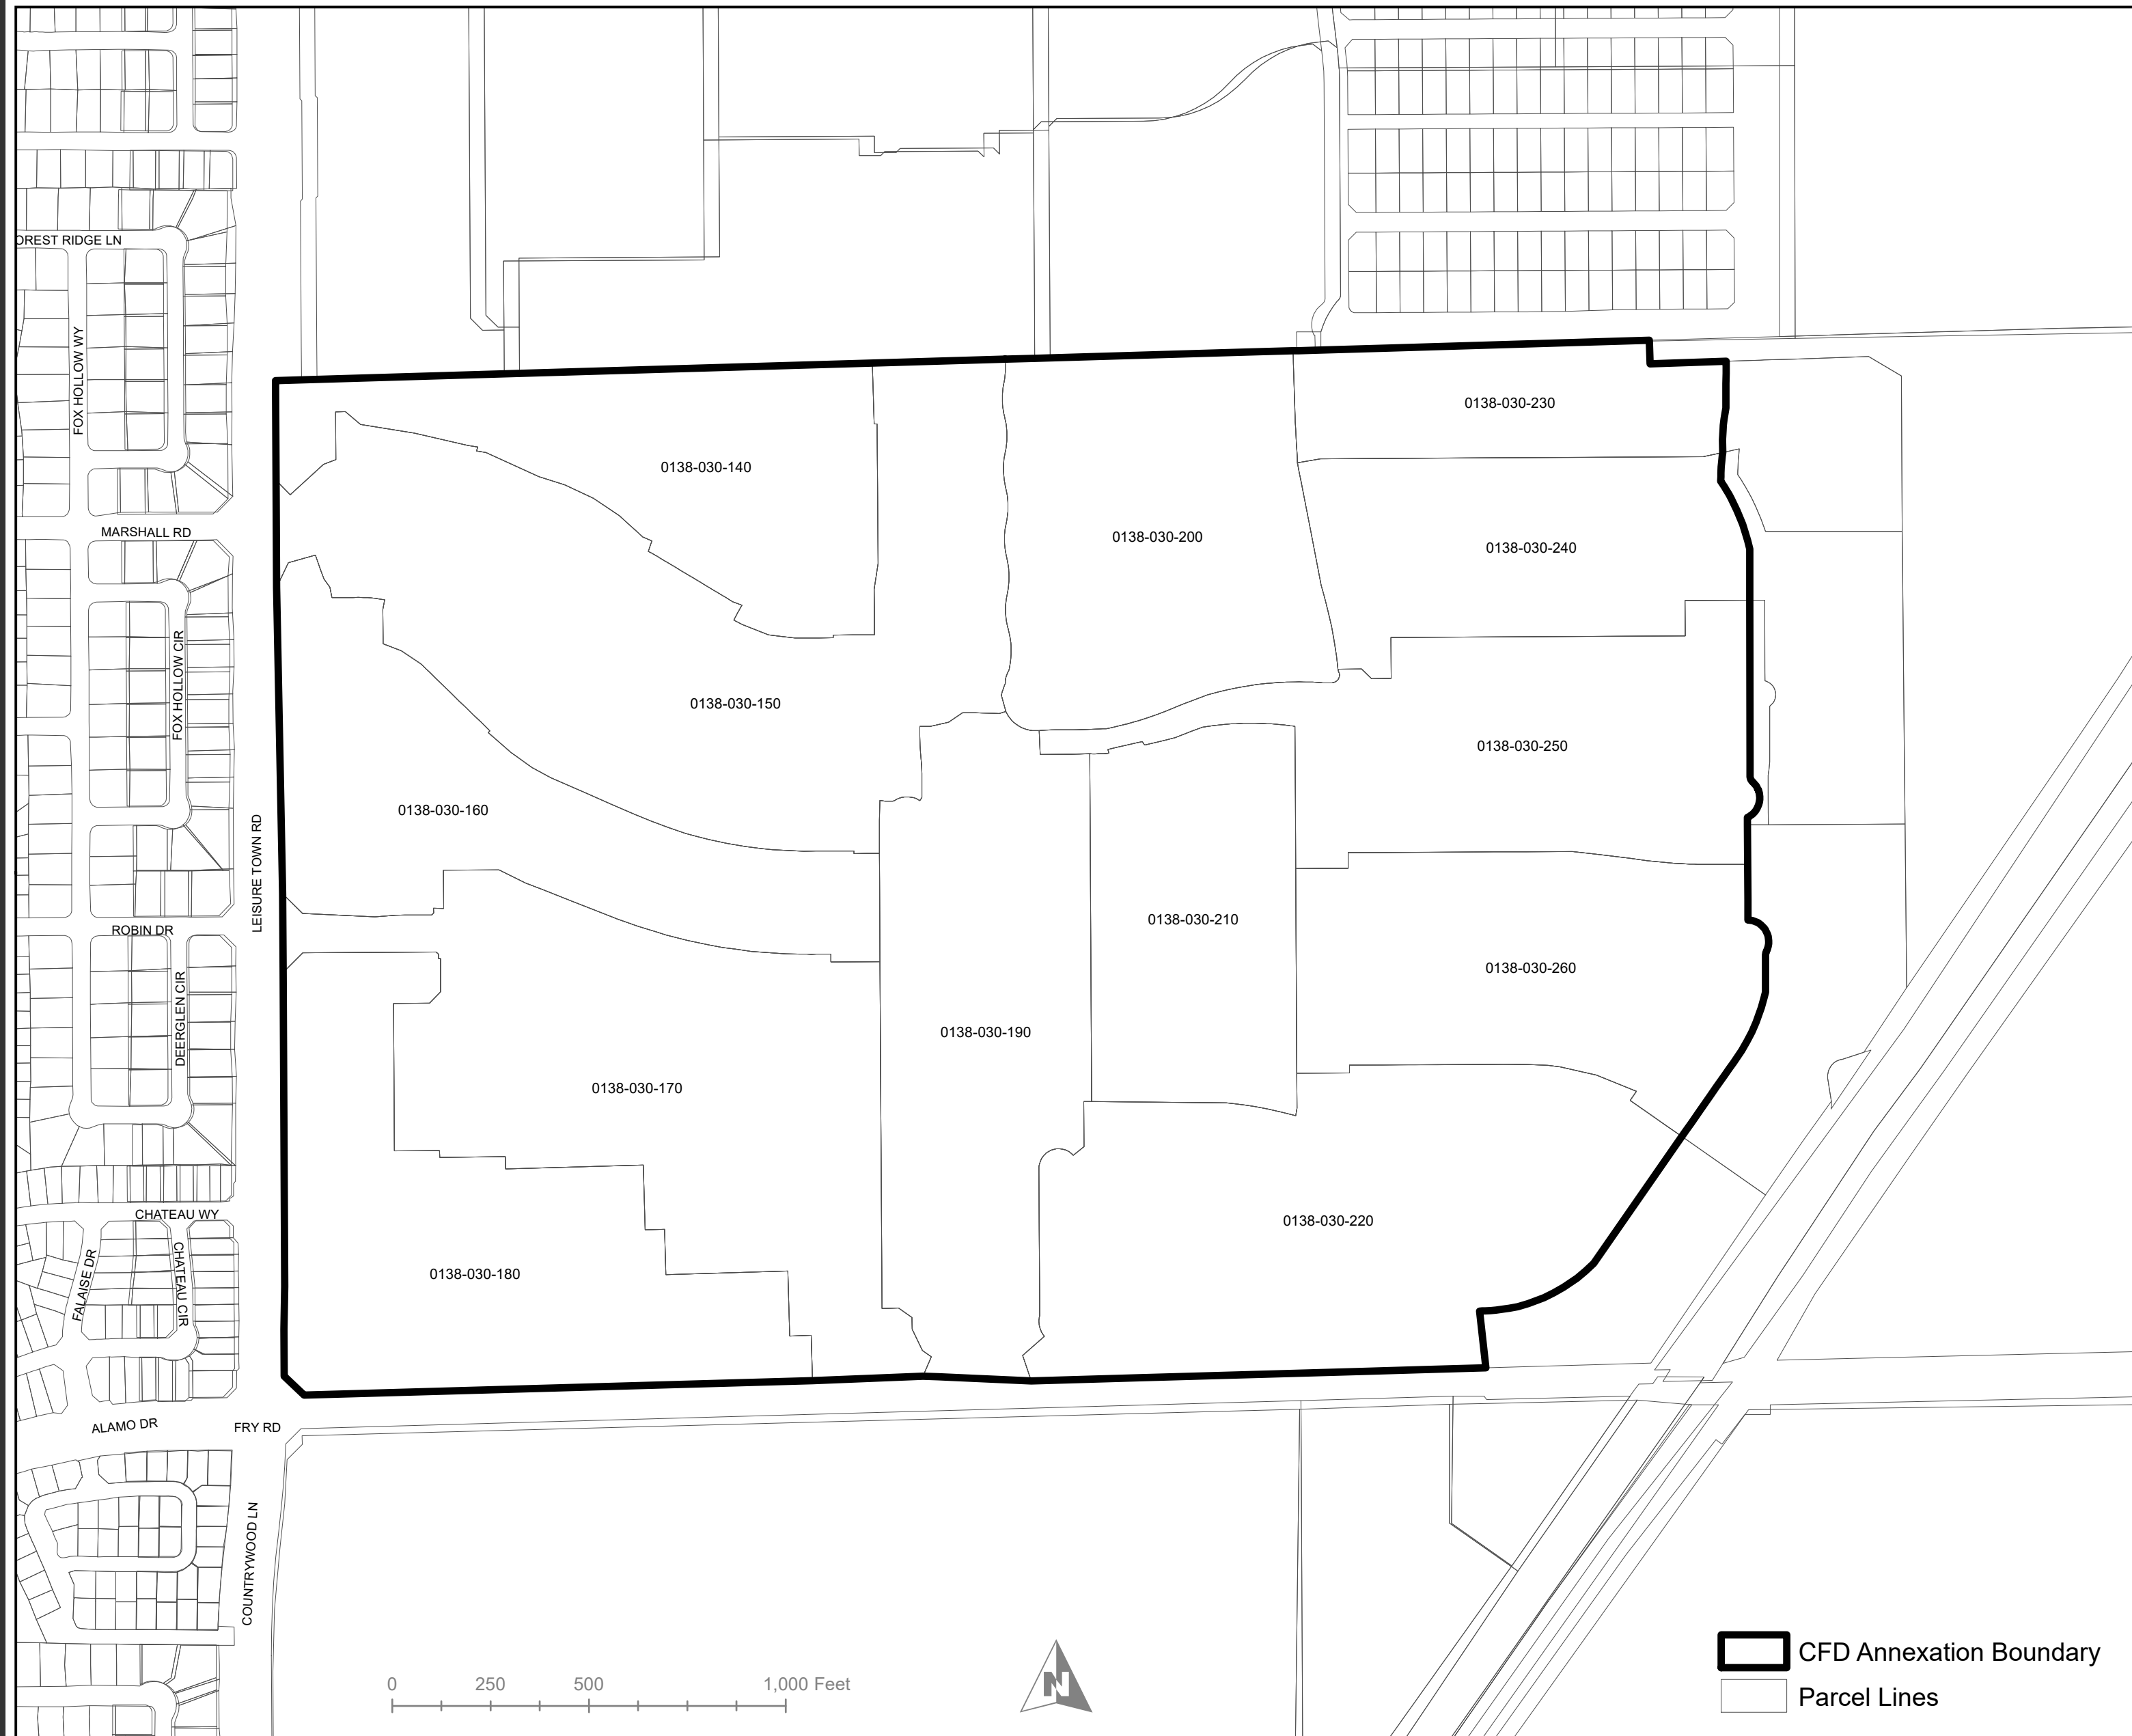 OREST RIDGE LN
FOX HOLLOW WY
0138-030-230
0138-030-140
MARSHALL RD
0138-030-200
0138-030-240
FOX HOLLOW CIR
0138-030-150
0138-030-250
0138-030-160
LEISURE TOWN RD
0138-030-210
ROBIN DR
0138-030-260
DEERGLEN CIR
0138-030-190
0138-030-170
CHATEAU WY
0138-030-220
FALAISE DR
CHATEAU CIR
0138-030-180
ALAMO DR
FRY RD
COUNTRYWOOD LN
0 250 500 1,000 Feet
N
CFD Annexation Boundary
Parcel Lines